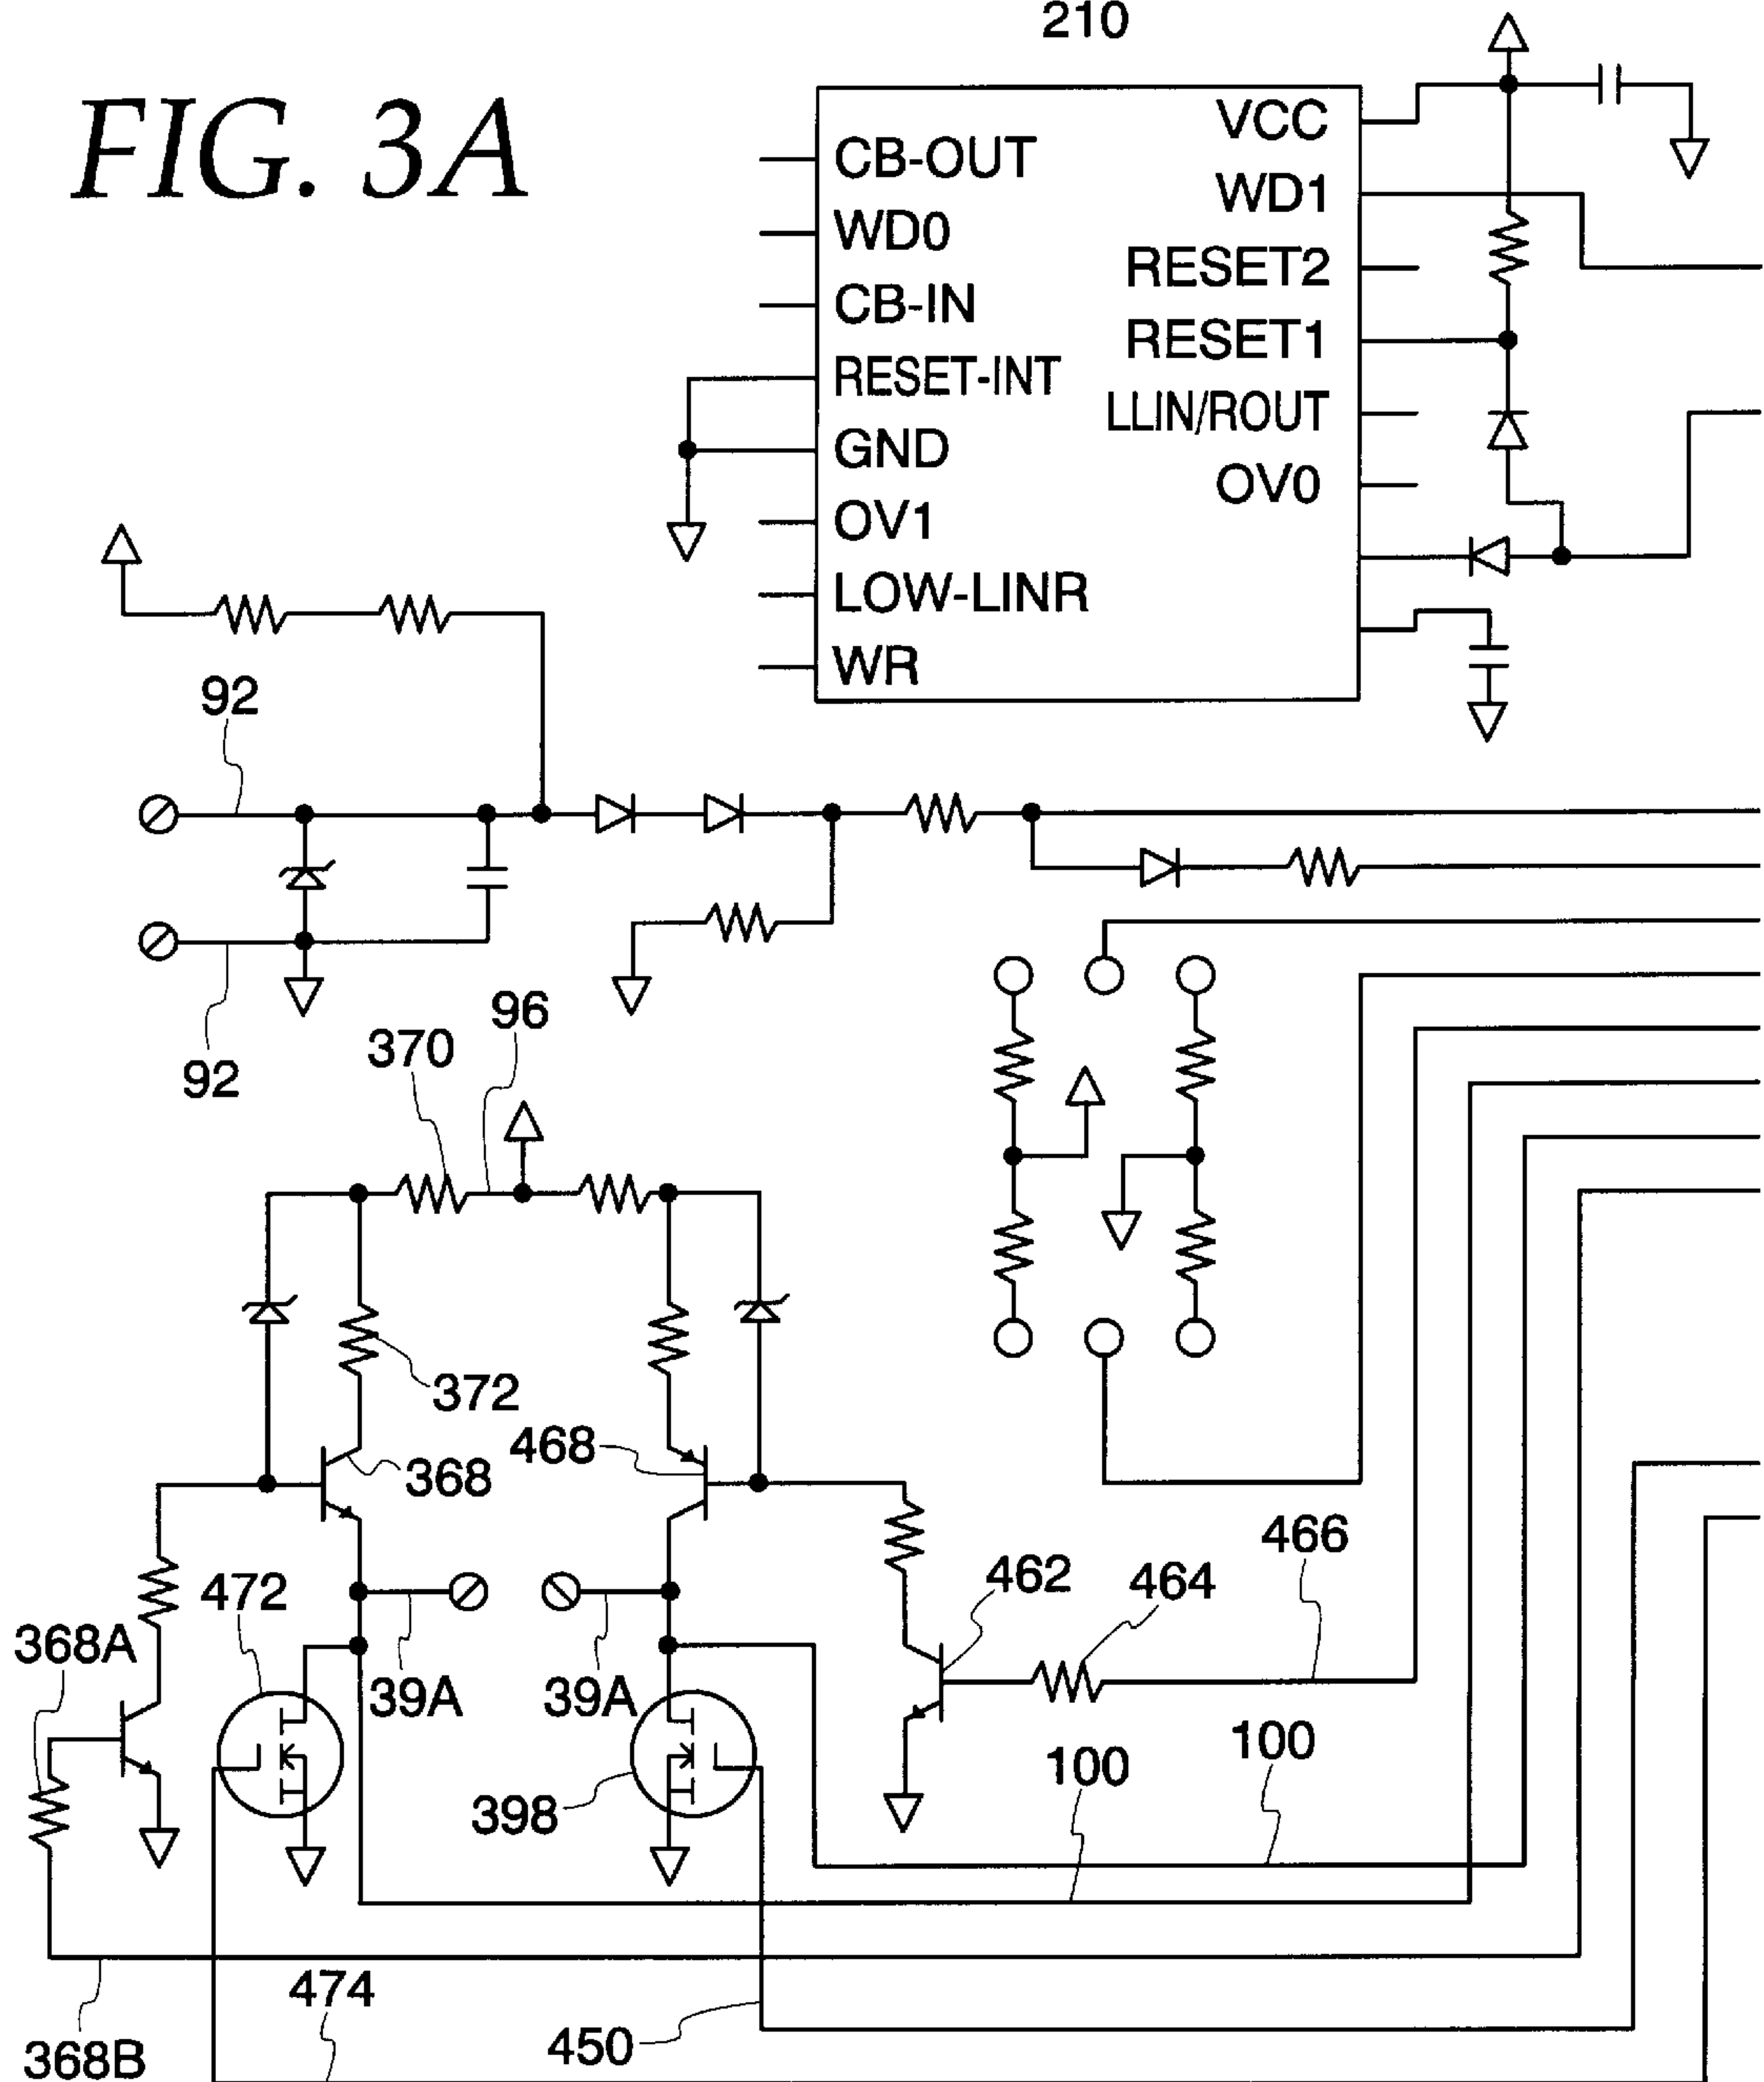 FIG. 3A
210
CB-OUT
WD0
CB-IN
RESET-INT
GND
OV1
LOW-LINR
WR
VCC
WD1
RESET2
RESET1
LLIN/ROUT
OV0
92
92
96
370
372
468
368
472
368A
39A
39A
462
464
466
398
100
100
474
450
368B